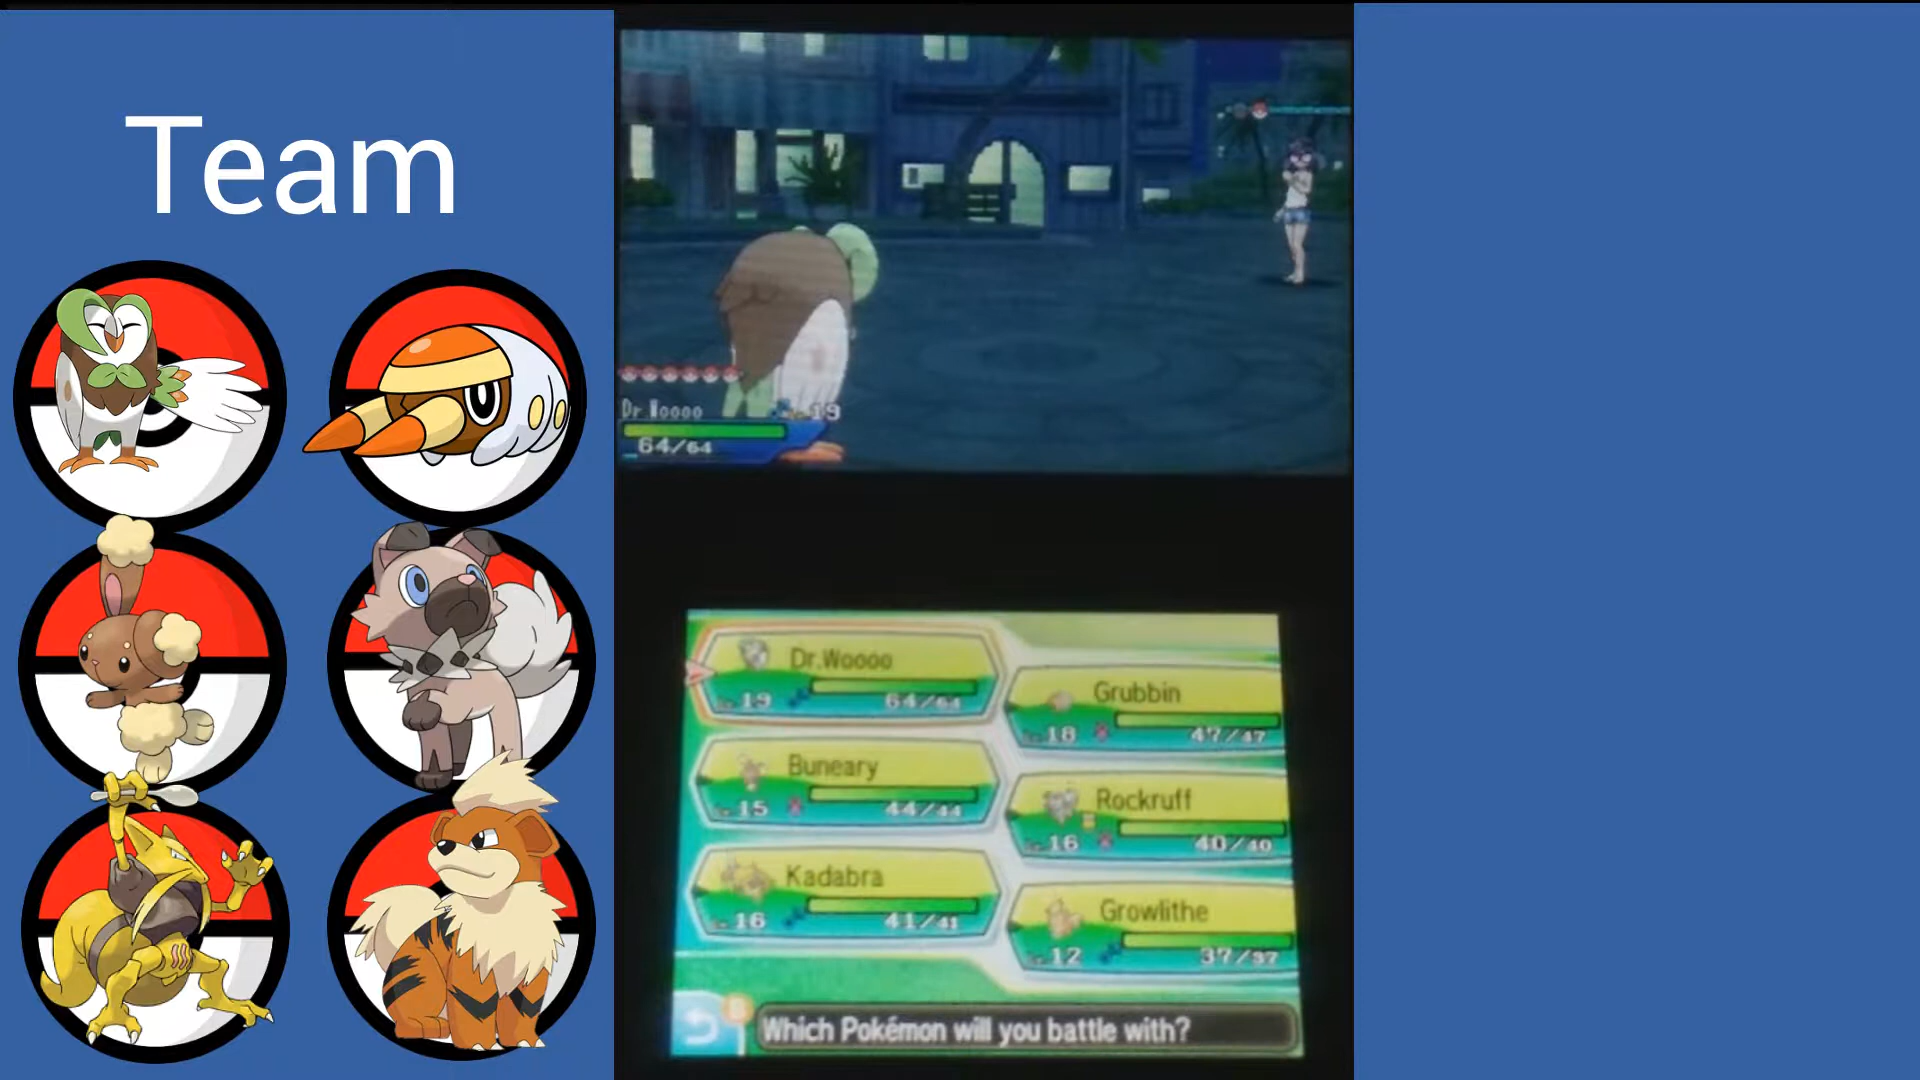 Team
Dr.Woooo
19
64/64
Dr.Woooo
19
64/64
Grubbin
18
47/47
Buneary
15
44/44
Rockruff
16
40/40
Kadabra
16
41/41
Growlithe
12
37/37
B
Which Pokémon will you battle with?